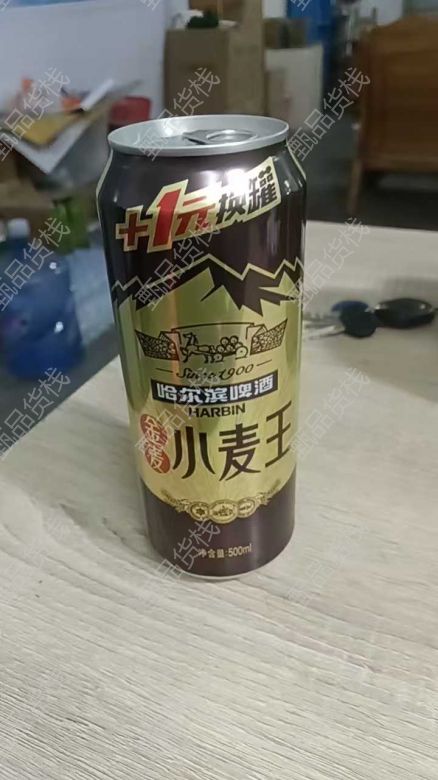 +1元换罐
Since 1900
哈尔滨啤酒
HARBIN
金麦
小麦王
净含量:500ml
甄品货栈